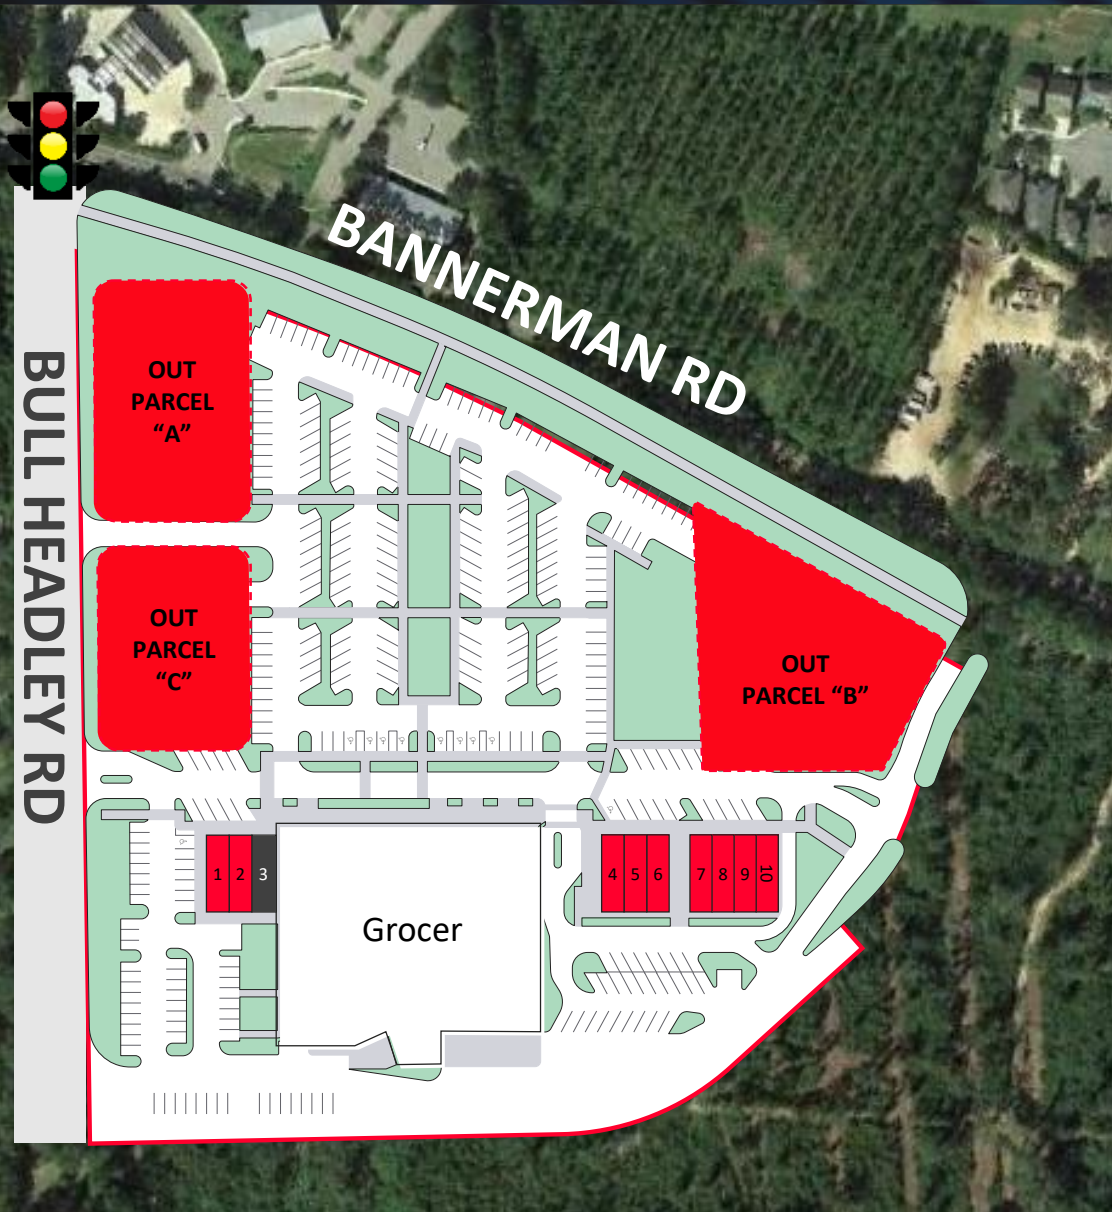 BANNERMAN RD
BULL HEADLEY RD
OUT
PARCEL
“A”
OUT
PARCEL
“C”
OUT
PARCEL “B”
1 2 3
4 5 6 7 8 9 10
Grocer